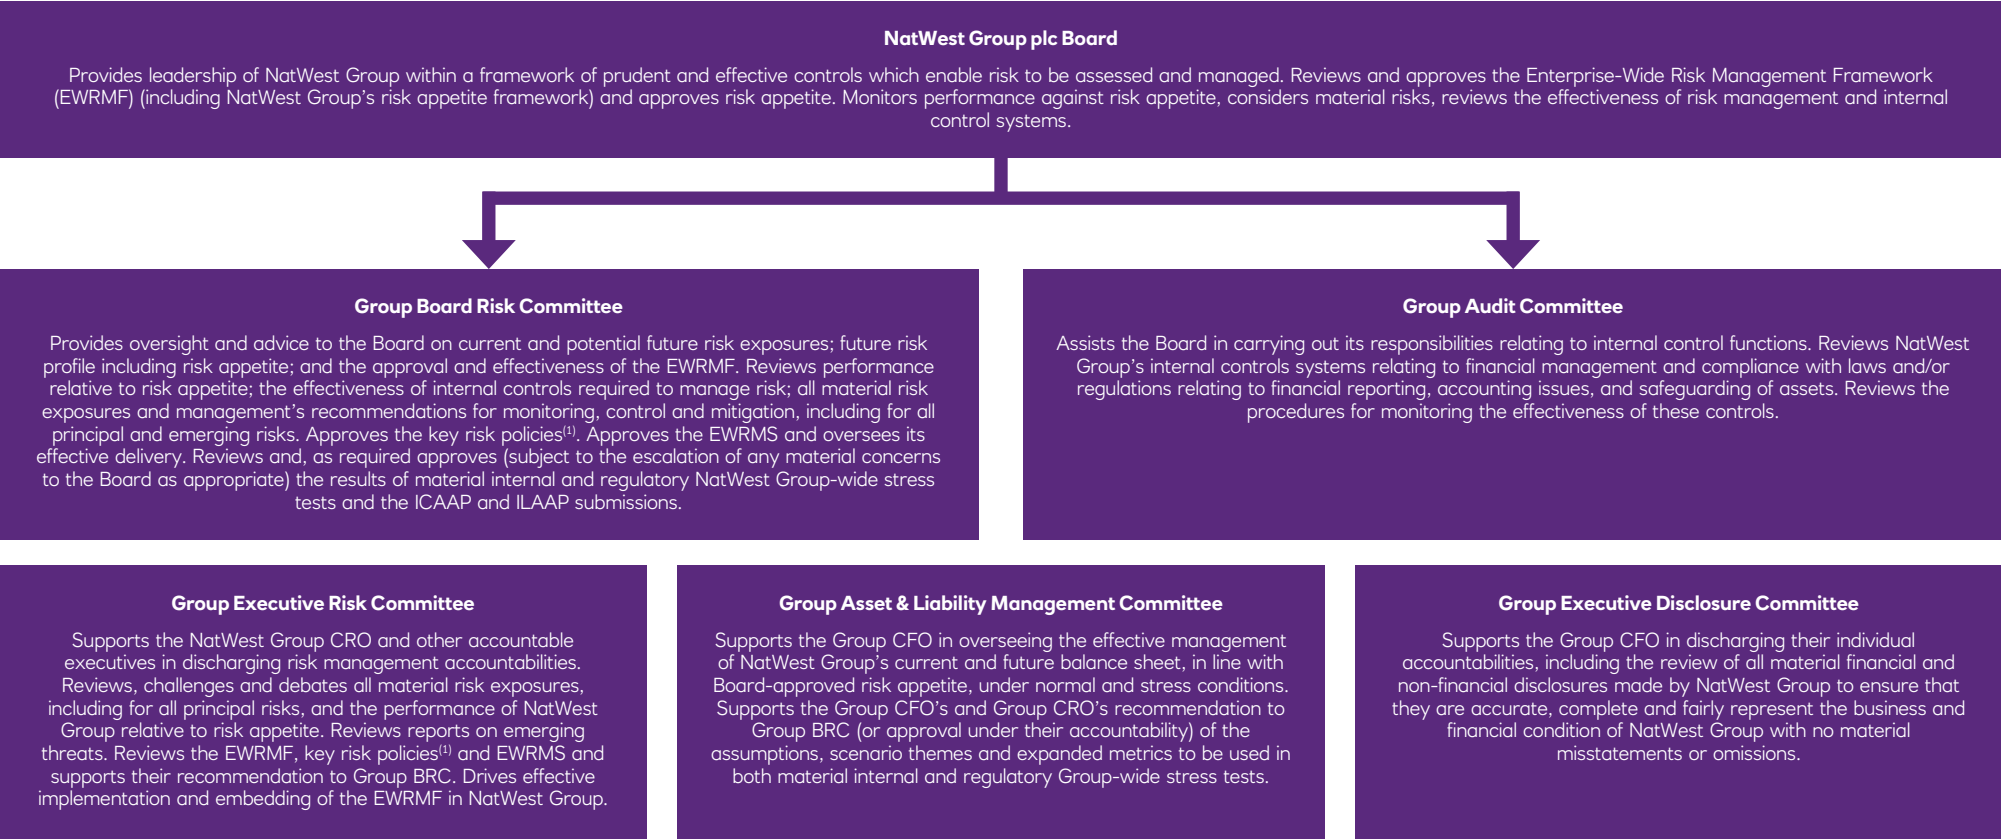 NatWest Group plc Board
Provides leadership of NatWest Group within a framework of prudent and effective controls which enable risk to be assessed and managed. Reviews and approves the Enterprise-Wide Risk Management Framework
(EWRMF) (including NatWest Group’s risk appetite framework) and approves risk appetite. Monitors performance against risk appetite, considers material risks, reviews the effectiveness of risk management and internal
control systems.
Group Board Risk Committee
Provides oversight and advice to the Board on current and potential future risk exposures; future risk
profile including risk appetite; and the approval and effectiveness of the EWRMF. Reviews performance
relative to risk appetite; the effectiveness of internal controls required to manage risk; all material risk
exposures and management’s recommendations for monitoring, control and mitigation, including for all
principal and emerging risks. Approves the key risk policies(1). Approves the EWRMS and oversees its
effective delivery. Reviews and, as required approves (subject to the escalation of any material concerns
to the Board as appropriate) the results of material internal and regulatory NatWest Group-wide stress
tests and the ICAAP and ILAAP submissions.
Group Audit Committee
Assists the Board in carrying out its responsibilities relating to internal control functions. Reviews NatWest
Group’s internal controls systems relating to financial management and compliance with laws and/or
regulations relating to financial reporting, accounting issues, and safeguarding of assets. Reviews the
procedures for monitoring the effectiveness of these controls.
Group Executive Risk Committee
Supports the NatWest Group CRO and other accountable
executives in discharging risk management accountabilities.
Reviews, challenges and debates all material risk exposures,
including for all principal risks, and the performance of NatWest
Group relative to risk appetite. Reviews reports on emerging
threats. Reviews the EWRMF, key risk policies(1) and EWRMS and
supports their recommendation to Group BRC. Drives effective
implementation and embedding of the EWRMF in NatWest Group.
Group Asset & Liability Management Committee
Supports the Group CFO in overseeing the effective management
of NatWest Group’s current and future balance sheet, in line with
Board-approved risk appetite, under normal and stress conditions.
Supports the Group CFO’s and Group CRO’s recommendation to
Group BRC (or approval under their accountability) of the
assumptions, scenario themes and expanded metrics to be used in
both material internal and regulatory Group-wide stress tests.
Group Executive Disclosure Committee
Supports the Group CFO in discharging their individual
accountabilities, including the review of all material financial and
non-financial disclosures made by NatWest Group to ensure that
they are accurate, complete and fairly represent the business and
financial condition of NatWest Group with no material
misstatements or omissions.